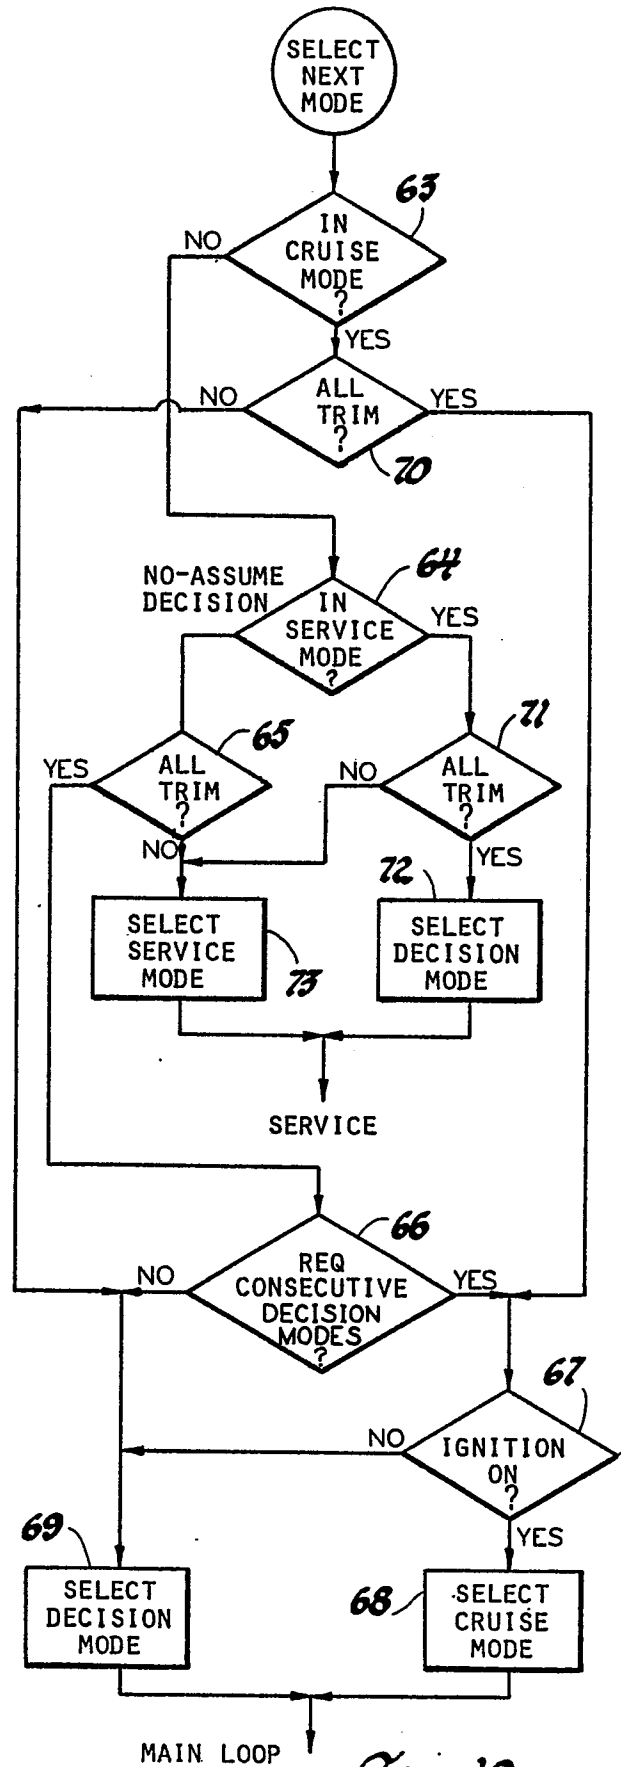 SELECT
NEXT
MODE
63
IN
CRUISE
MODE
?
NO
YES
ALL
TRIM
?
NO
YES
70
NO-ASSUME
DECISION
64
IN
SERVICE
MODE
?
YES
65
71
YES
ALL
TRIM
?
NO
ALL
TRIM
?
NO
YES
72
SELECT
SERVICE
MODE
73
SELECT
DECISION
MODE
SERVICE
66
NO
REQ
CONSECUTIVE
DECISION
MODES
?
YES
67
NO
IGNITION
ON
?
YES
69
SELECT
DECISION
MODE
68
SELECT
CRUISE
MODE
MAIN LOOP